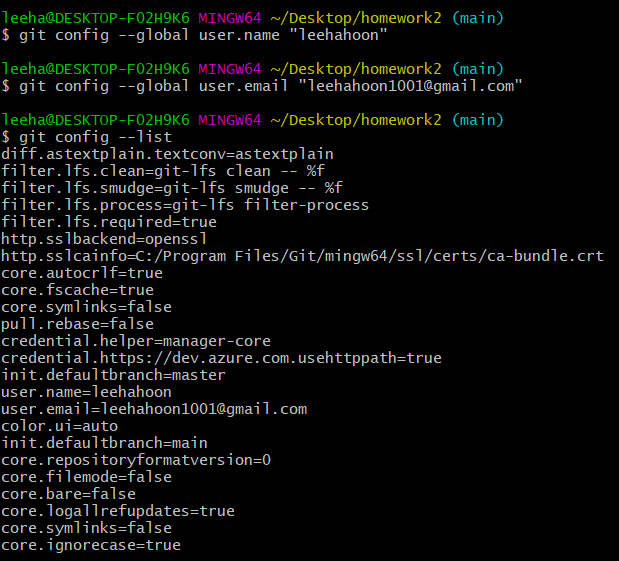 leeha@DESKTOP-F02H9K6 MINGW64 ~/Desktop/homework2 (main)
$ git config --global user.name "leehahoon"
leeha@DESKTOP-F02H9K6 MINGW64 ~/Desktop/homework2 (main)
$ git config --global user.email "leehahoon1001@gmail.com"
leeha@DESKTOP-F02H9K6 MINGW64 ~/Desktop/homework2 (main)
$ git config --list
diff.astextplain.textconv=astextplain
filter.lfs.clean=git-lfs clean -- %f
filter.lfs.smudge=git-lfs smudge -- %f
filter.lfs.process=git-lfs filter-process
filter.lfs.required=true
http.sslbackend=openssl
http.sslcainfo=C:/Program Files/Git/mingw64/ssl/certs/ca-bundle.crt
core.autocrlf=true
core.fscache=true
core.symlinks=false
pull.rebase=false
credential.helper=manager-core
credential.https://dev.azure.com.usehttppath=true
init.defaultbranch=master
user.name=leehahoon
user.email=leehahoon1001@gmail.com
color.ui=auto
init.defaultbranch=main
core.repositoryformatversion=0
core.filemode=false
core.bare=false
core.logallrefupdates=true
core.symlinks=false
core.ignorecase=true